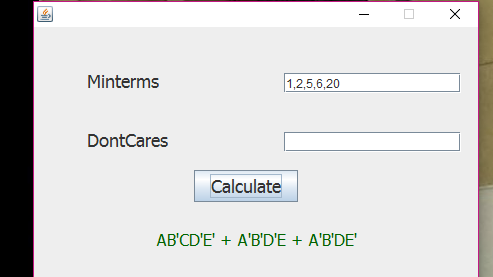 Minterms 1,2,5,6,20
DontCares
Calculate
AB'CD'E' + A'B'D'E + A'B'DE'